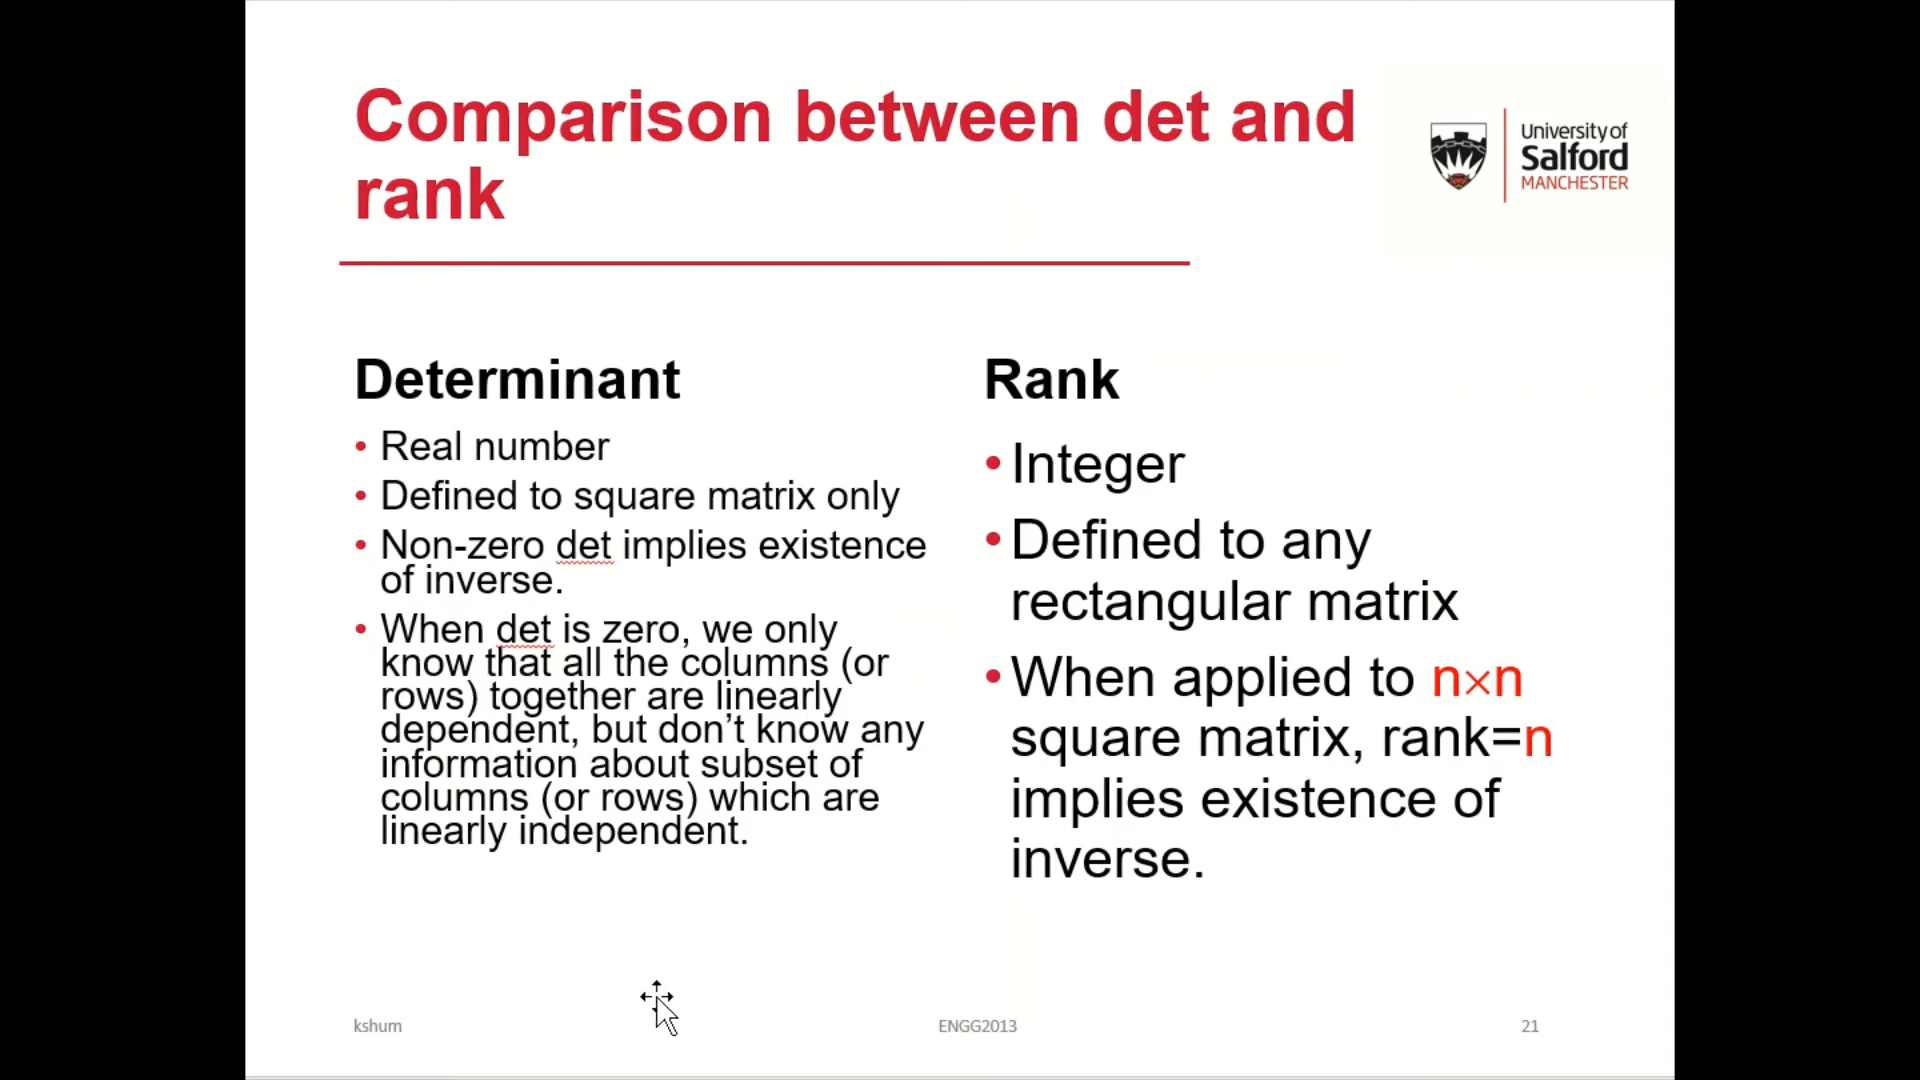 Comparison between det and
rank
University of
Salford
MANCHESTER
Determinant
• Real number
• Defined to square matrix only
• Non-zero det implies existence
of inverse.
• When det is zero, we only
know that all the columns (or
rows) together are linearly
dependent, but don’t know any
information about subset of
columns (or rows) which are
linearly independent.
Rank
• Integer
• Defined to any
rectangular matrix
• When applied to n×n
square matrix, rank=n
implies existence of
inverse.
kshum
ENGG2013
21